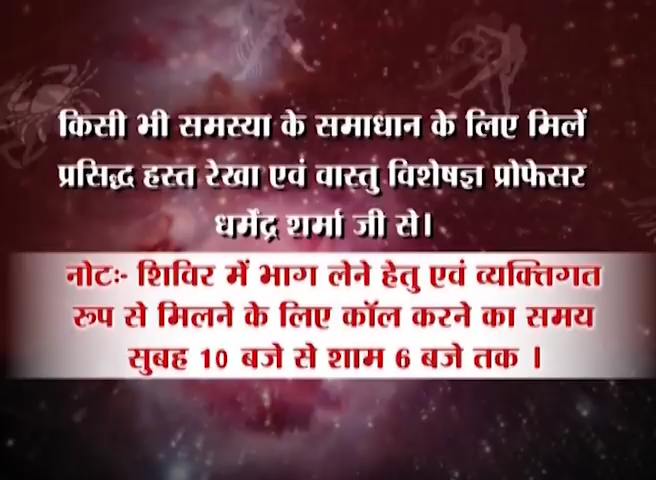 किसी भी समस्या के समाधान के लिए मिलें
प्रसिद्ध हस्त रेखा एवं वास्तु विशेषज्ञ प्रोफेसर
धर्मेंद्र शर्मा जी से।
नोटः- शिविर में भाग लेने हेतु एवं व्यक्तिगत
रूप से मिलने के लिए कॉल करने का समय
सुबह 10 बजे से शाम 6 बजे तक ।